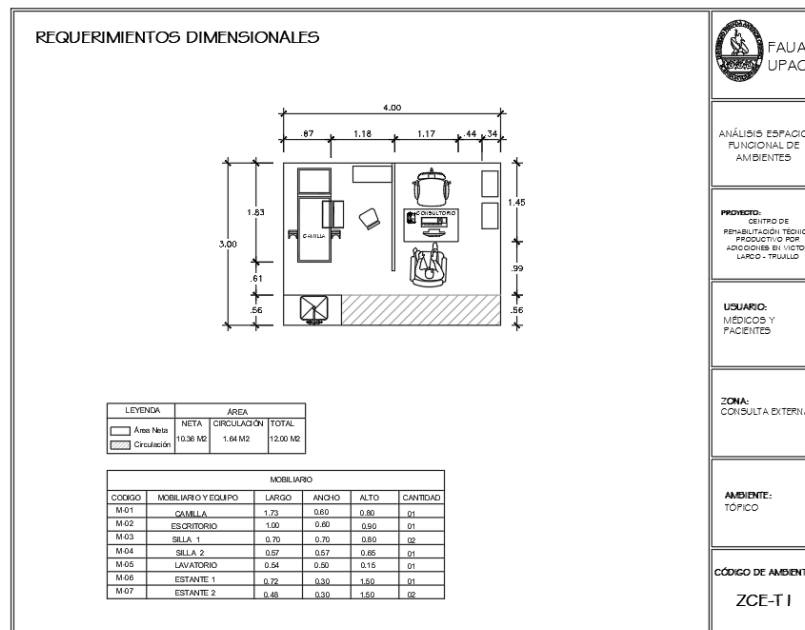 REQUERIMIENTOS DIMENSIONALES
4.00
.87 1.18 1.17 .44 .34
3.00
1.83
.61
.56
1.45
.99
.56
CAMILLA
CONSULTORIO
LEYENDA ÁREA
NETA CIRCULACIÓN TOTAL
Área Neta
Circulación
10.36 M2 1.64 M2 12.00 M2
MOBILIARIO
CODIGO MOBILIARIO Y EQUIPO LARGO ANCHO ALTO CANTIDAD
M-01 CAMILLA 1.73 0.60 0.80 01
M-02 ESCRITORIO 1.00 0.60 0.90 01
M-03 SILLA 1 0.70 0.70 0.80 02
M-04 SILLA 2 0.57 0.57 0.65 01
M-05 LAVATORIO 0.54 0.50 0.15 01
M-06 ESTANTE 1 0.72 0.30 1.50 01
M-07 ESTANTE 2 0.48 0.30 1.50 02
FAUA
UPAO
ANÁLISIS ESPACIO
FUNCIONAL DE
AMBIENTES
PROYECTO:
CENTRO DE
REHABILITACIÓN TÉCNICO
PRODUCTIVO POR
ADICCIONES EN VICTO
LARCO - TRUJILLO
USUARIO:
MÉDICOS Y
PACIENTES
ZONA:
CONSULTA EXTERNA
AMBIENTE:
TÓPICO
CÓDIGO DE AMBIENT
ZCE-T1